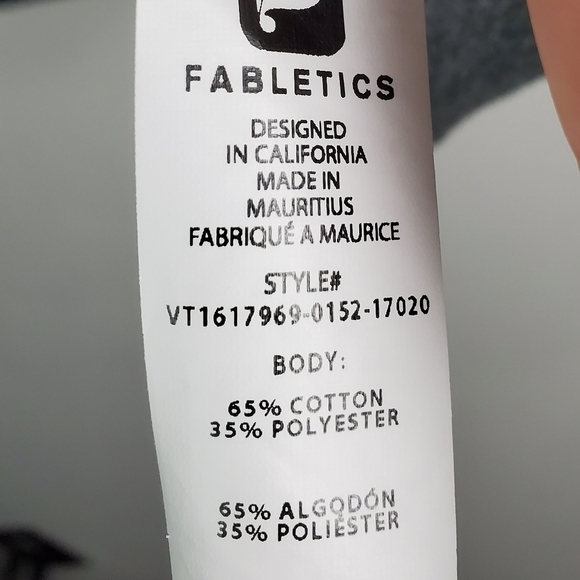 FABLETICS
DESIGNED
IN CALIFORNIA
MADE IN
MAURITIUS
FABRIQUÉ A MAURICE
STYLE#
VT1617969-0152-17020
BODY:
65% COTTON
35% POLYESTER
65% ALGODÓN
35% POLIÉSTER